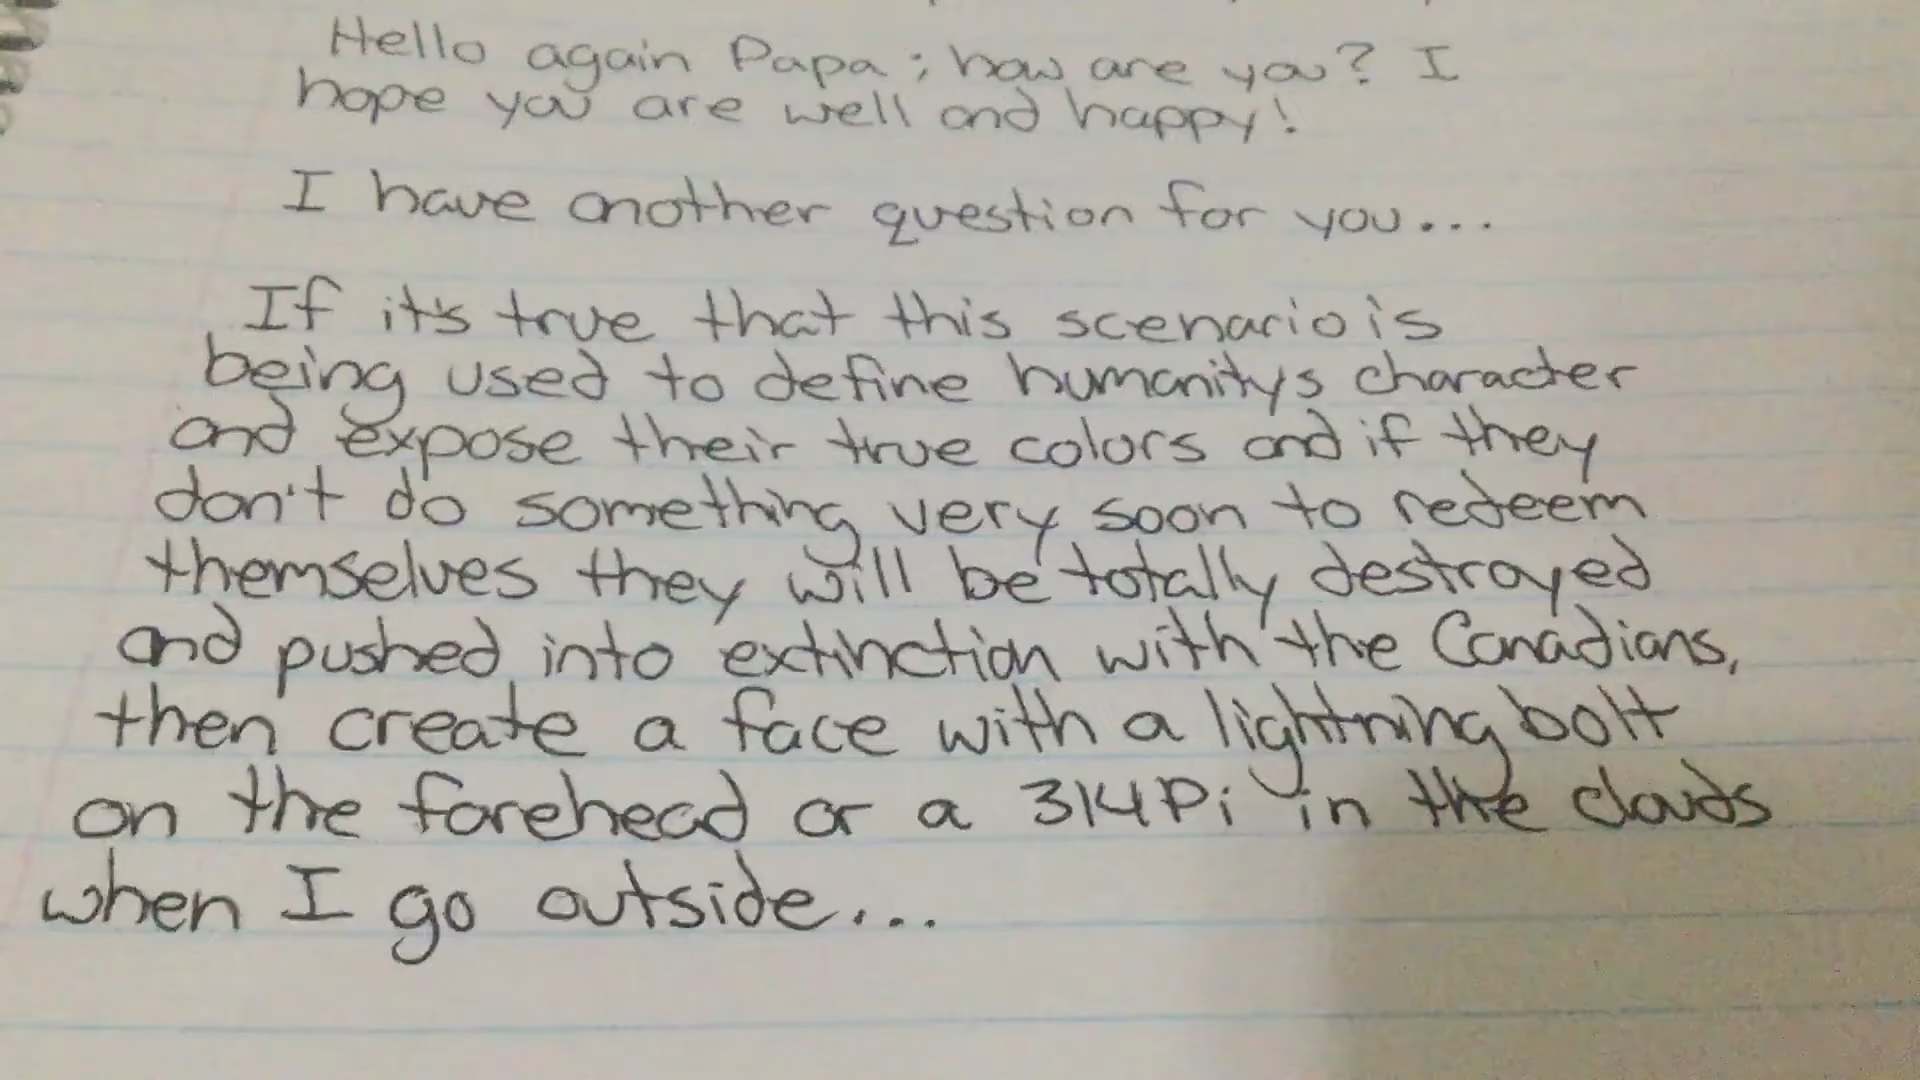 Hello again Papa; how are you? I
hope you are well and happy!
I have another question for you...
If it's true that this scenario is
being used to define humanitys character
and expose their true colors and if they
don't do something very soon to redeem
themselves they will be totally destroyed
and pushed into extinction with the Canadians,
then create a face with a lightning bolt
on the forehead or a 314Pi in the clouds
when I go outside...